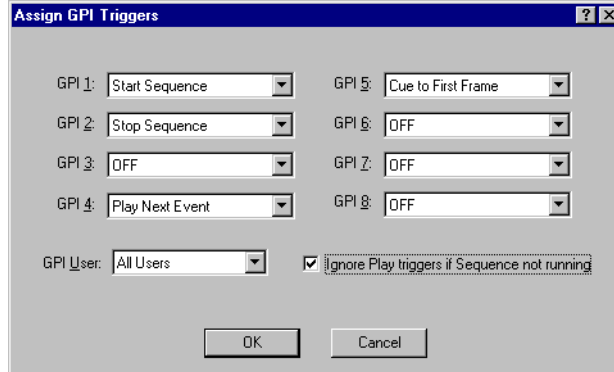 Assign GPI Triggers
GPI 1: Start Sequence
GPI 5: Cue to First Frame
GPI 2: Stop Sequence
GPI 6: OFF
GPI 3: OFF
GPI 7: OFF
GPI 4: Play Next Event
GPI 8: OFF
GPI User: All Users
Ignore Play triggers if Sequence not running
OK
Cancel